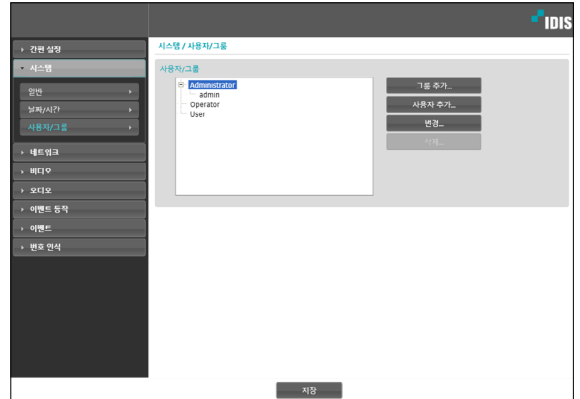 IDIS
간편 설정
시스템
일반
날짜/시간
사용자/그룹
네트워크
비디오
오디오
이벤트 동작
이벤트
번호 인식
시스템 / 사용자/그룹
사용자/그룹
Administrator
admin
Operator
User
그룹 추가...
사용자 추가...
변경...
삭제...
저장